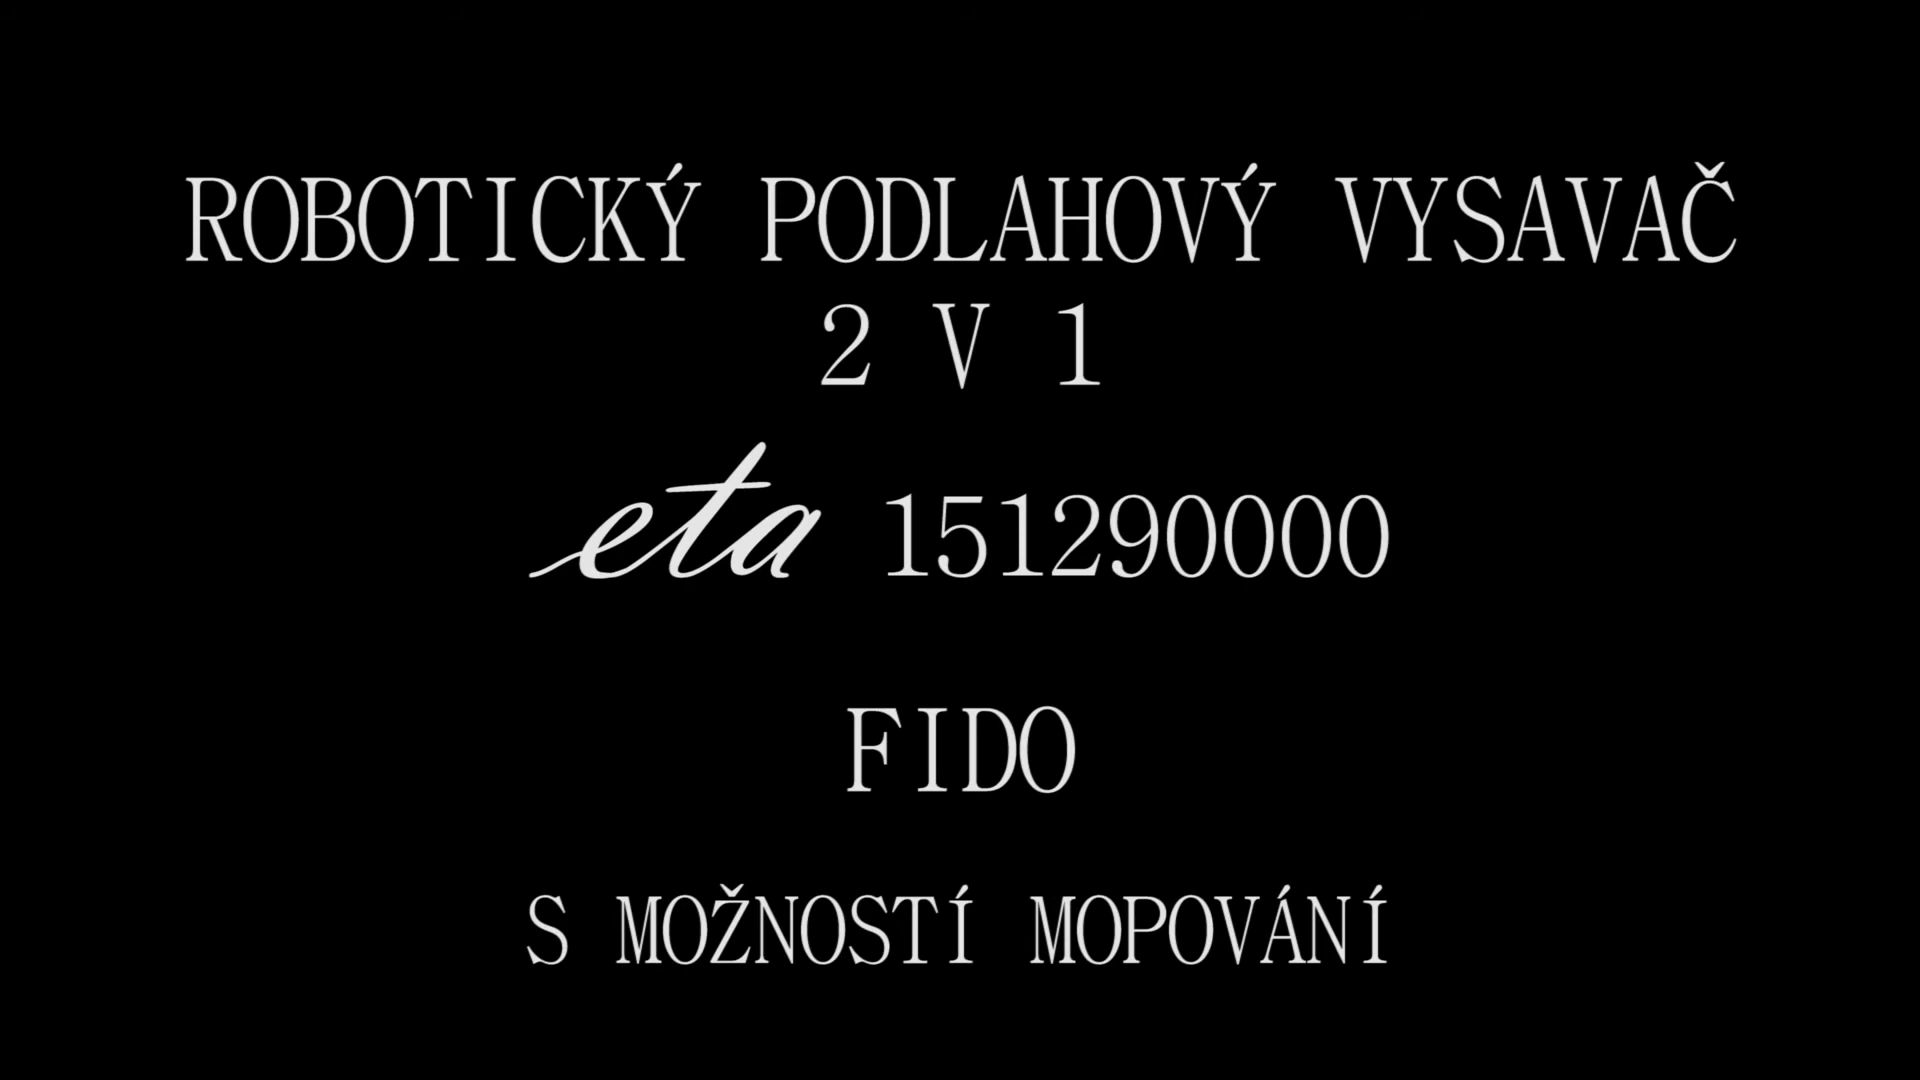 ROBOTICKÝ PODLAHOVÝ VYSAVAČ
2 V 1
eta 151290000
FIDO
S MOŽNOSTÍ MOPOVÁNÍ